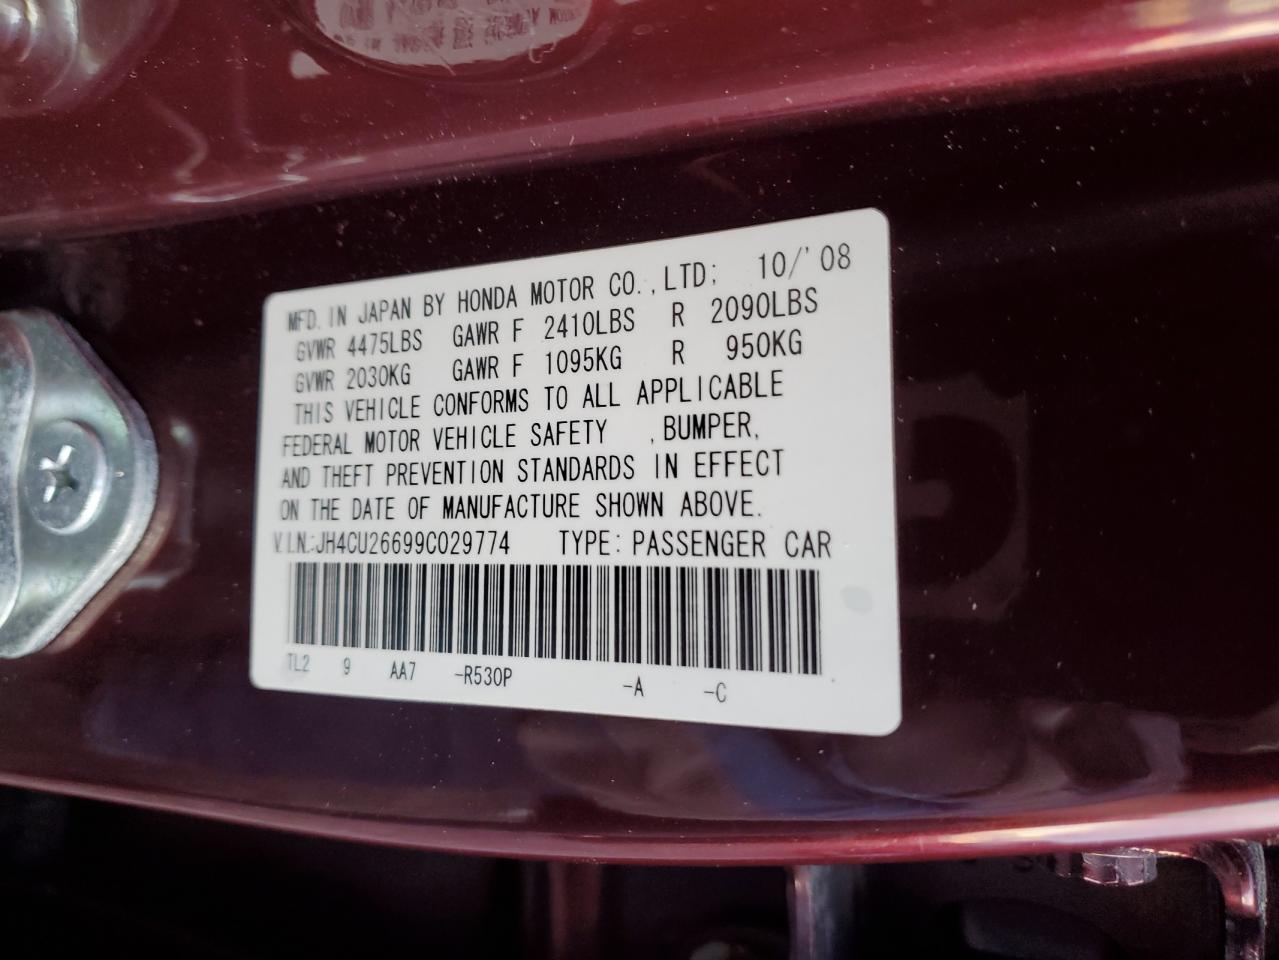 MFD. IN JAPAN BY HONDA MOTOR CO., LTD; 10/'08
GVWR 4475LBS GAWR F 2410LBS R 2090LBS
GVWR 2030KG GAWR F 1095KG R 950KG
THIS VEHICLE CONFORMS TO ALL APPLICABLE
FEDERAL MOTOR VEHICLE SAFETY , BUMPER,
AND THEFT PREVENTION STANDARDS IN EFFECT
ON THE DATE OF MANUFACTURE SHOWN ABOVE.
V.I.N.:JH4CU26699C029774 TYPE: PASSENGER CAR
TL2 9 AA7 -R530P -A -C